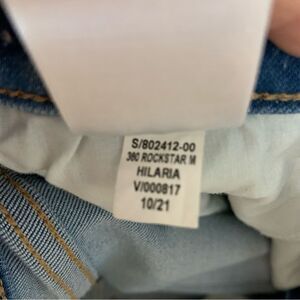 S/802412-00
360 ROCKSTAR M
HILARIA
V/000817
10/21